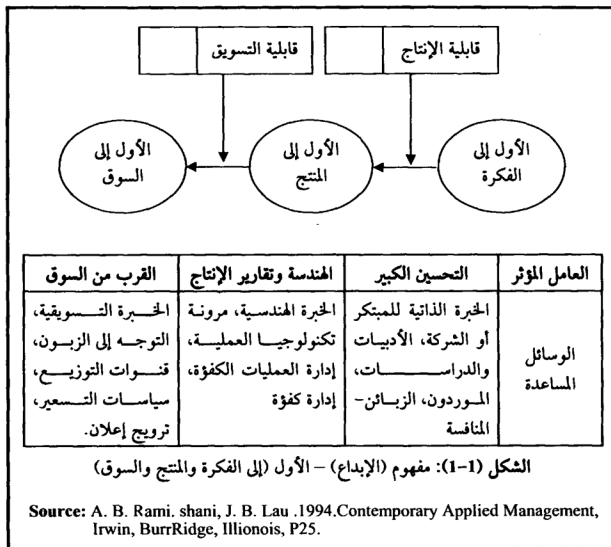 قابلية الإنتاج
قابلية التسويق
الأول إلى
الفكرة
الأول إلى
المنتج
الأول إلى
السوق
العامل المؤثر
التحسين الكبير
الهندسة وتقارير الإنتاج
القرب من السوق
الوسائل
المساعدة
الخبرة الذاتية للمبتكر
أو الشركة، الأدبيات
والدراســـــات،
المـوردون، الزبائن-
المنافسة
الخبرة الهندسية، مرونة
تكنولوجيا العملية،
إدارة العمليات الكفؤة،
إدارة كفؤة
الخبرة التسويقية،
التوجه إلى الزبون،
قنوات التوزيع،
سياسات التسعير،
ترويج إعلان.
الشكل (1-1): مفهوم (الإبداع) – الأول (إلى الفكرة والمنتج والسوق)
Source: A. B. Rami. shani, J. B. Lau .1994.Contemporary Applied Management,
Irwin, BurrRidge, Illionois, P25.